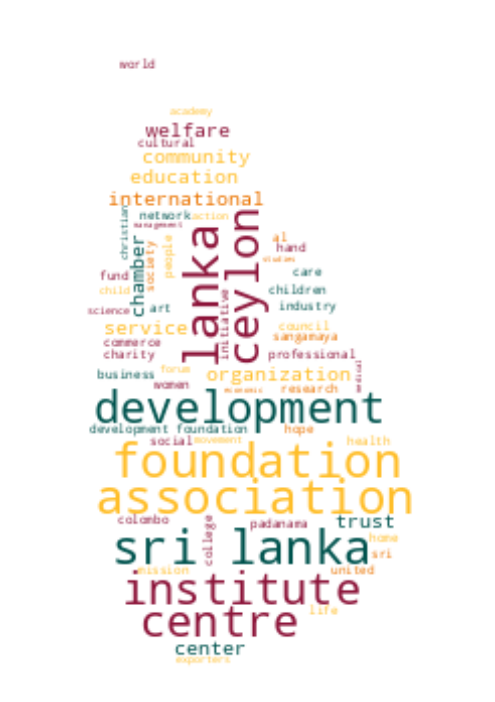 world
academy
welfare
cultural
community
education
international
network action
management
christian
lanka
ceylon
chamber
society
people
al
hand
studies
fund
care
child
children
initiative
science art
industry
service
council
sangamaya
commerce
charity
professional
business
forum
organization
medical
women
economic
research
development
development foundation
hope
social movement
health
foundation
association
colombo
college
padanama
trust
sri lanka
home
sri
mission
united
institute
life
centre
center
exporters